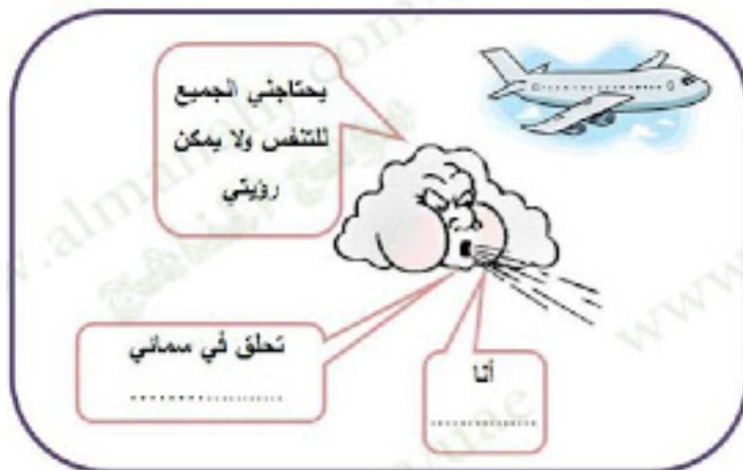 يحتاجني الجميع
للتنفس ولا يمكن
رؤيتي
تحلق في سمائي
....................
أنا
....................